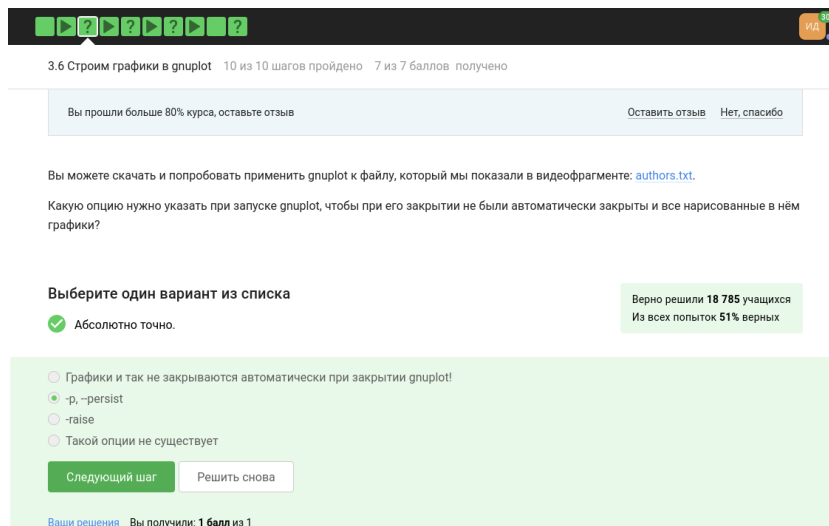 ? ? ? ?
ИД
30
3.6 Строим графики в gnuplot 10 из 10 шагов пройдено 7 из 7 баллов получено
Вы прошли больше 80% курса, оставьте отзыв Оставить отзыв Нет, спасибо
Вы можете скачать и попробовать применить gnuplot к файлу, который мы показали в видеофрагменте: authors.txt.
Какую опцию нужно указать при запуске gnuplot, чтобы при его закрытии не были автоматически закрыты и все нарисованные в нём
графики?
Выберите один вариант из списка
Абсолютно точно.
Верно решили 18 785 учащихся
Из всех попыток 51% верных
Графики и так не закрываются автоматически при закрытии gnuplot!
-p, --persist
-raise
Такой опции не существует
Следующий шаг Решить снова
Ваши решения Вы получили: 1 балл из 1